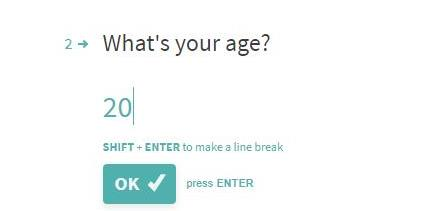 2 → What's your age?
20
SHIFT + ENTER to make a line break
OK ✓ press ENTER